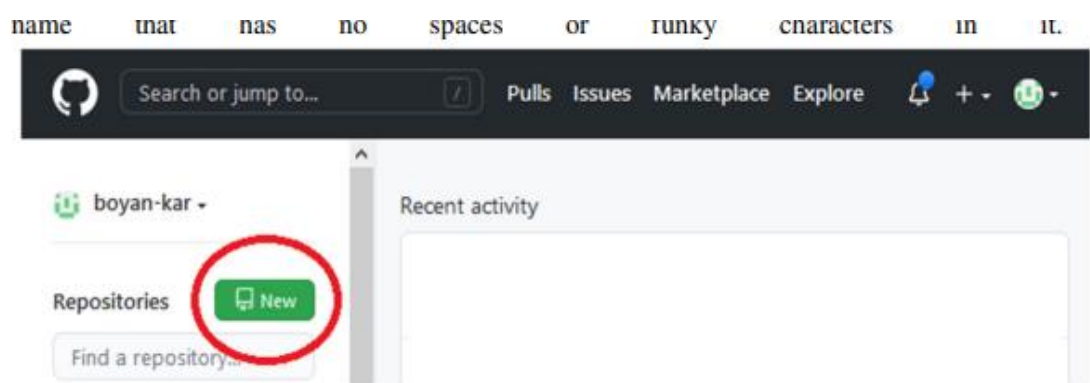 name that has no spaces or funky characters in it.
Search or jump to... / Pulls Issues Marketplace Explore
boyan-kar
Recent activity
Repositories New
Find a repository...